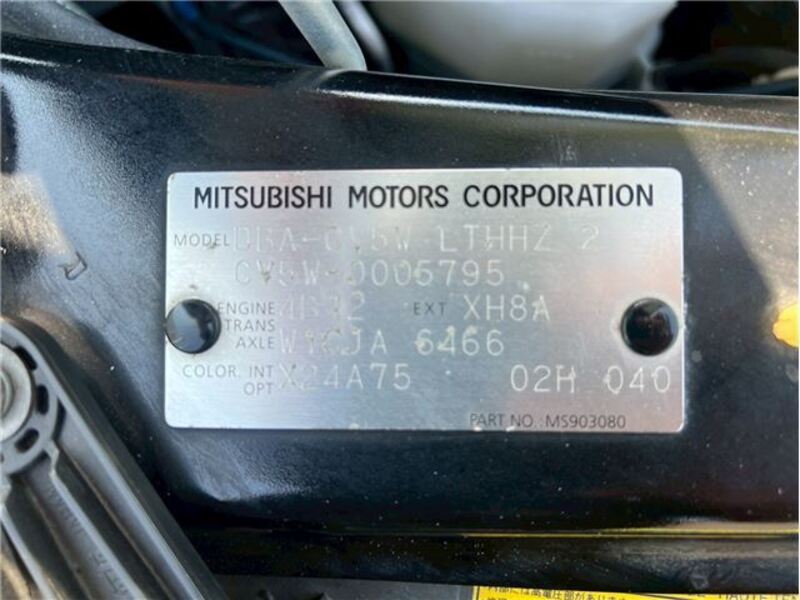 MITSUBISHI MOTORS CORPORATION
MODEL DBA-CV5W LTHHZ 2
CV5W-0005795
ENGINE 4B12 EXT XH8A
TRANS
AXLE W1CJA 6466
COLOR, INT
OPT X24A75 02H 040
PART NO.: MS903080